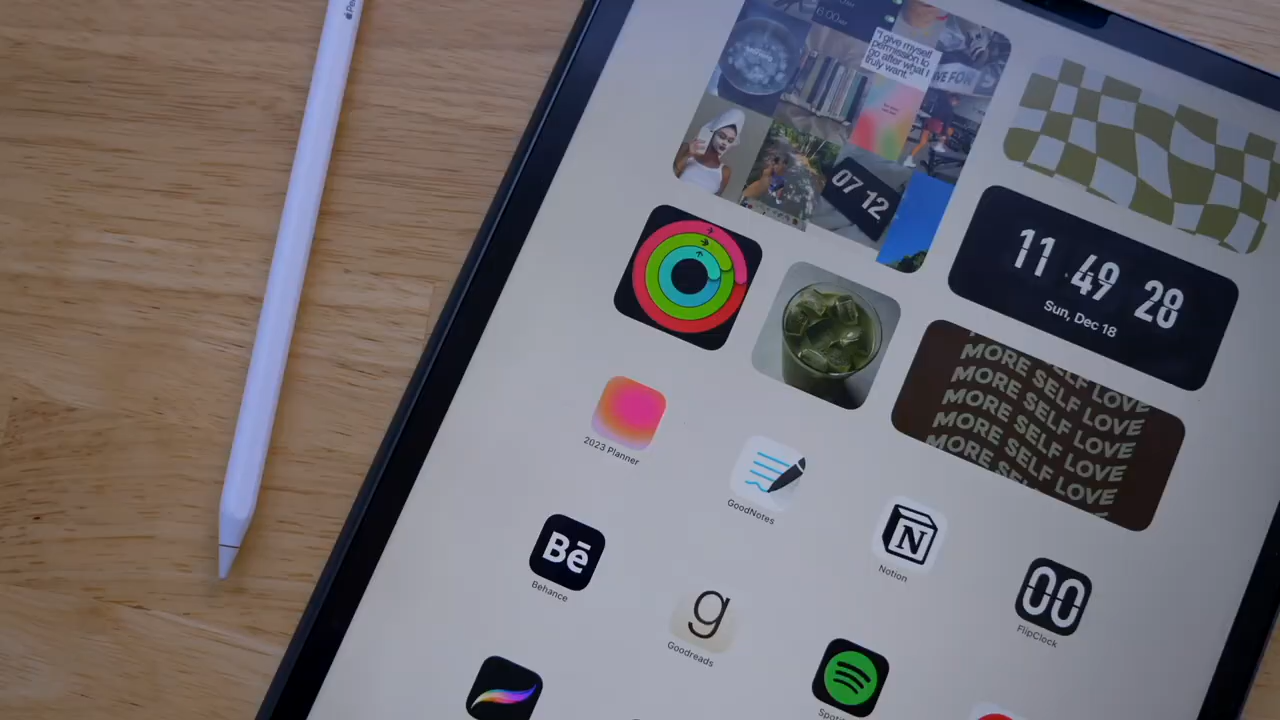 6:00
"I give myself
permission to
go after what I
truly want."
07 12
11 49 28
Sun, Dec 18
MORE SELF LOVE
MORE SELF LOVE
MORE SELF LOVE
MORE SELF LOVE
MORE SELF LOVE
2023 Planner
GoodNotes
N
Notion
00
FlipClock
Bē
Behance
g
Goodreads